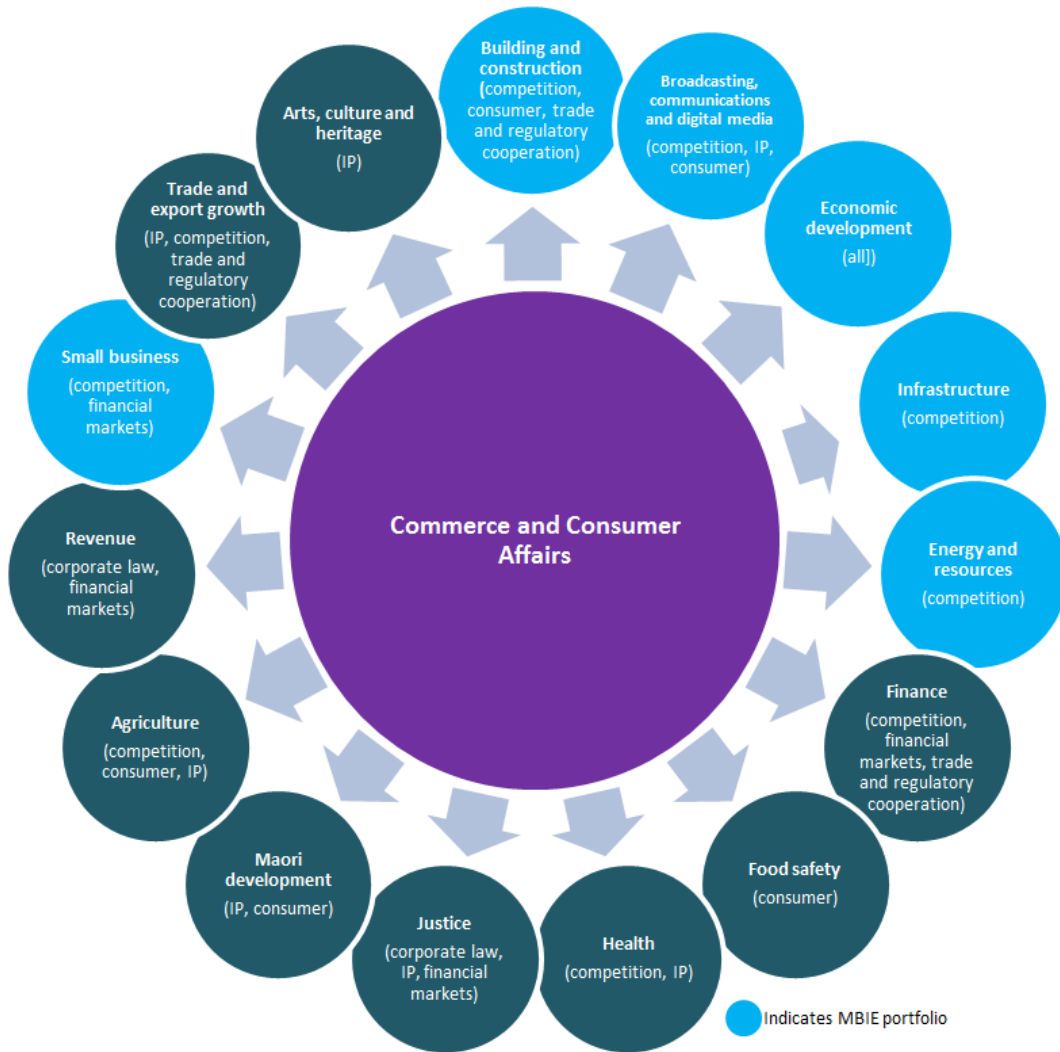 Building and
construction
(competition,
consumer, trade
and regulatory
cooperation)
Broadcasting,
communications
and digital media
(competition, IP,
consumer)
Economic
development
(all])
Infrastructure
(competition)
Energy and
resources
(competition)
Finance
(competition,
financial
markets, trade
and regulatory
cooperation)
Food safety
(consumer)
Health
(competition, IP)
Justice
(corporate law,
IP, financial
markets)
Maori
development
(IP, consumer)
Agriculture
(competition,
consumer, IP)
Revenue
(corporate law,
financial
markets)
Small business
(competition,
financial
markets)
Trade and
export growth
(IP, competition,
trade and
regulatory
cooperation)
Arts, culture and
heritage
(IP)
Commerce and Consumer
Affairs
Indicates MBIE portfolio